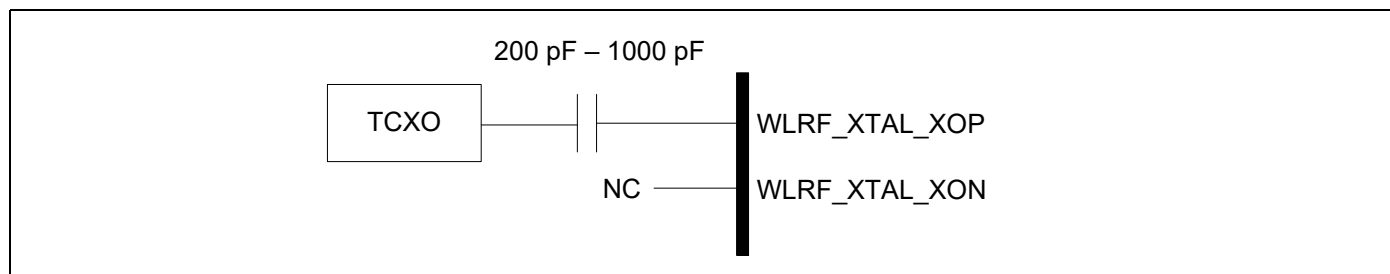 200 pF – 1000 pF
TCXO
WLRF_XTAL_XOP
NC
WLRF_XTAL_XON